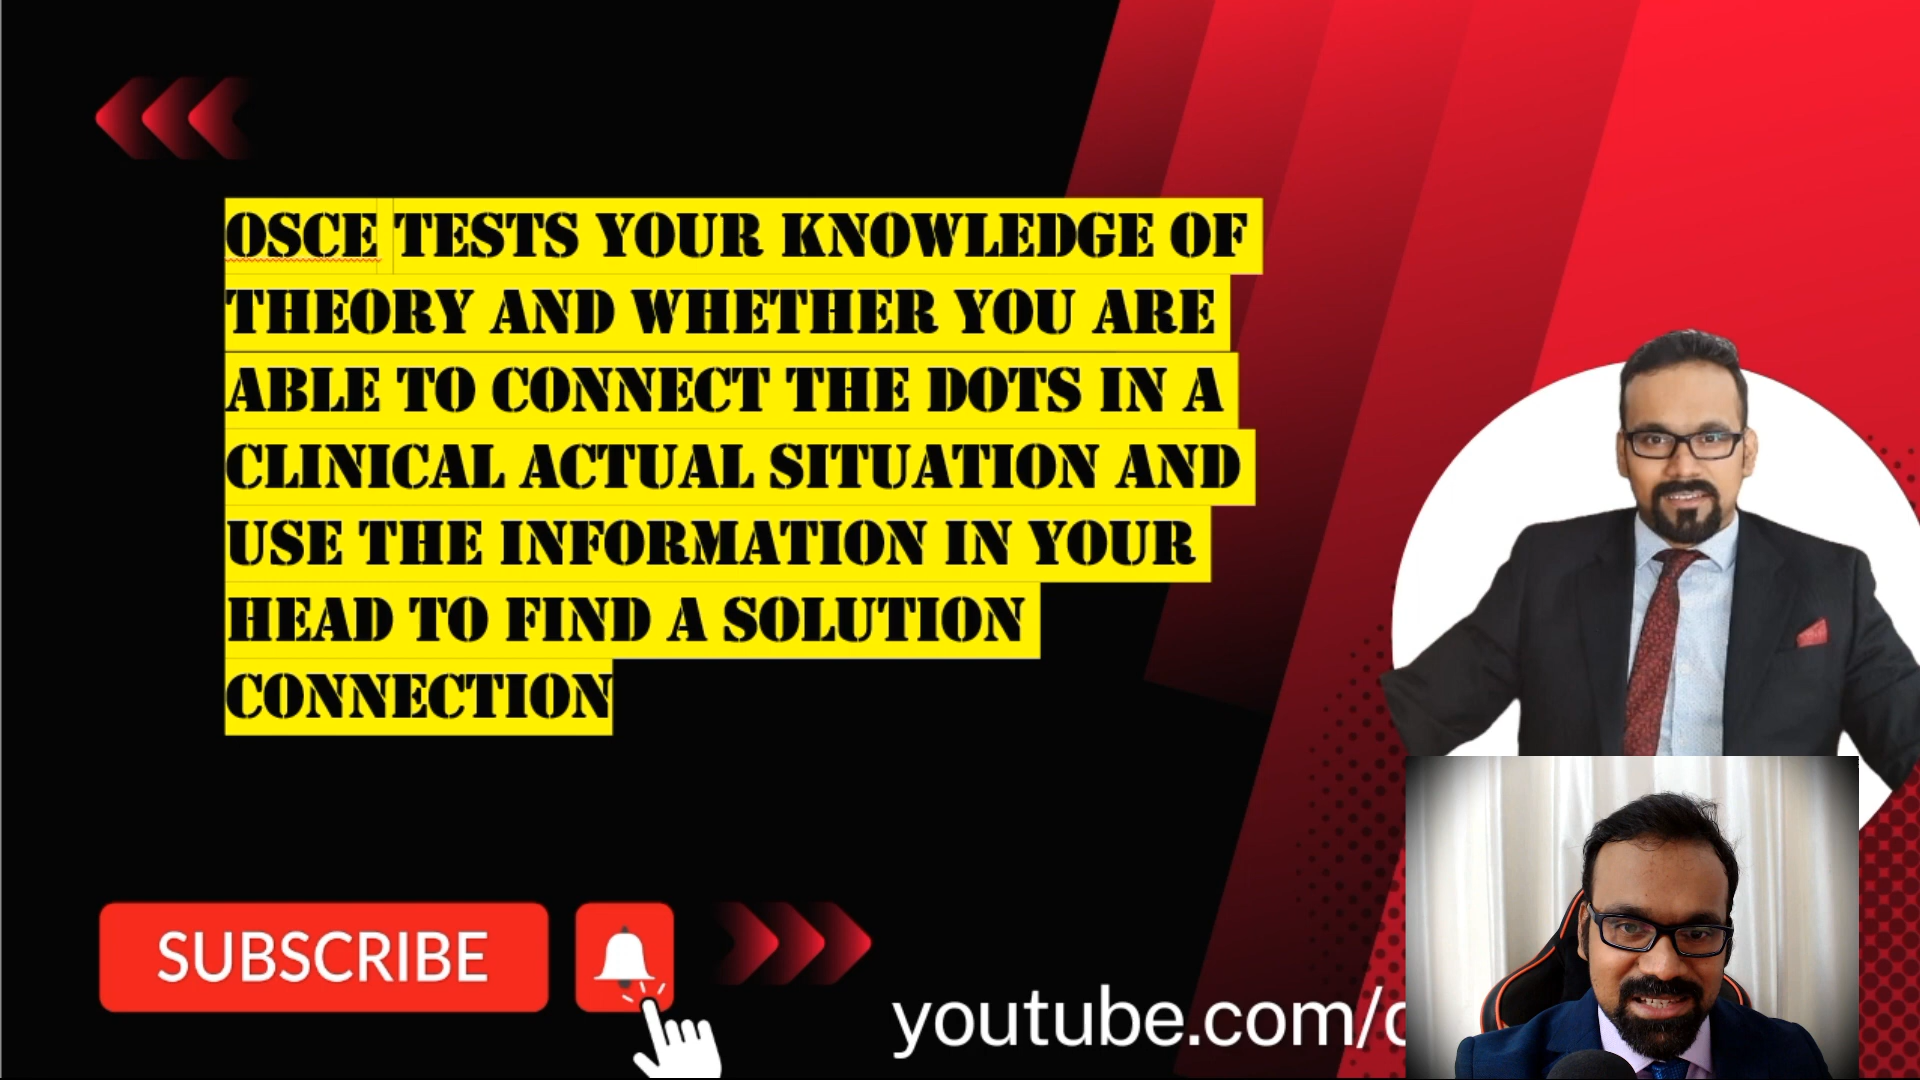 OSCE TESTS YOUR KNOWLEDGE OF
THEORY AND WHETHER YOU ARE
ABLE TO CONNECT THE DOTS IN A
CLINICAL ACTUAL SITUATION AND
USE THE INFORMATION IN YOUR
HEAD TO FIND A SOLUTION
CONNECTION
SUBSCRIBE
youtube.com/